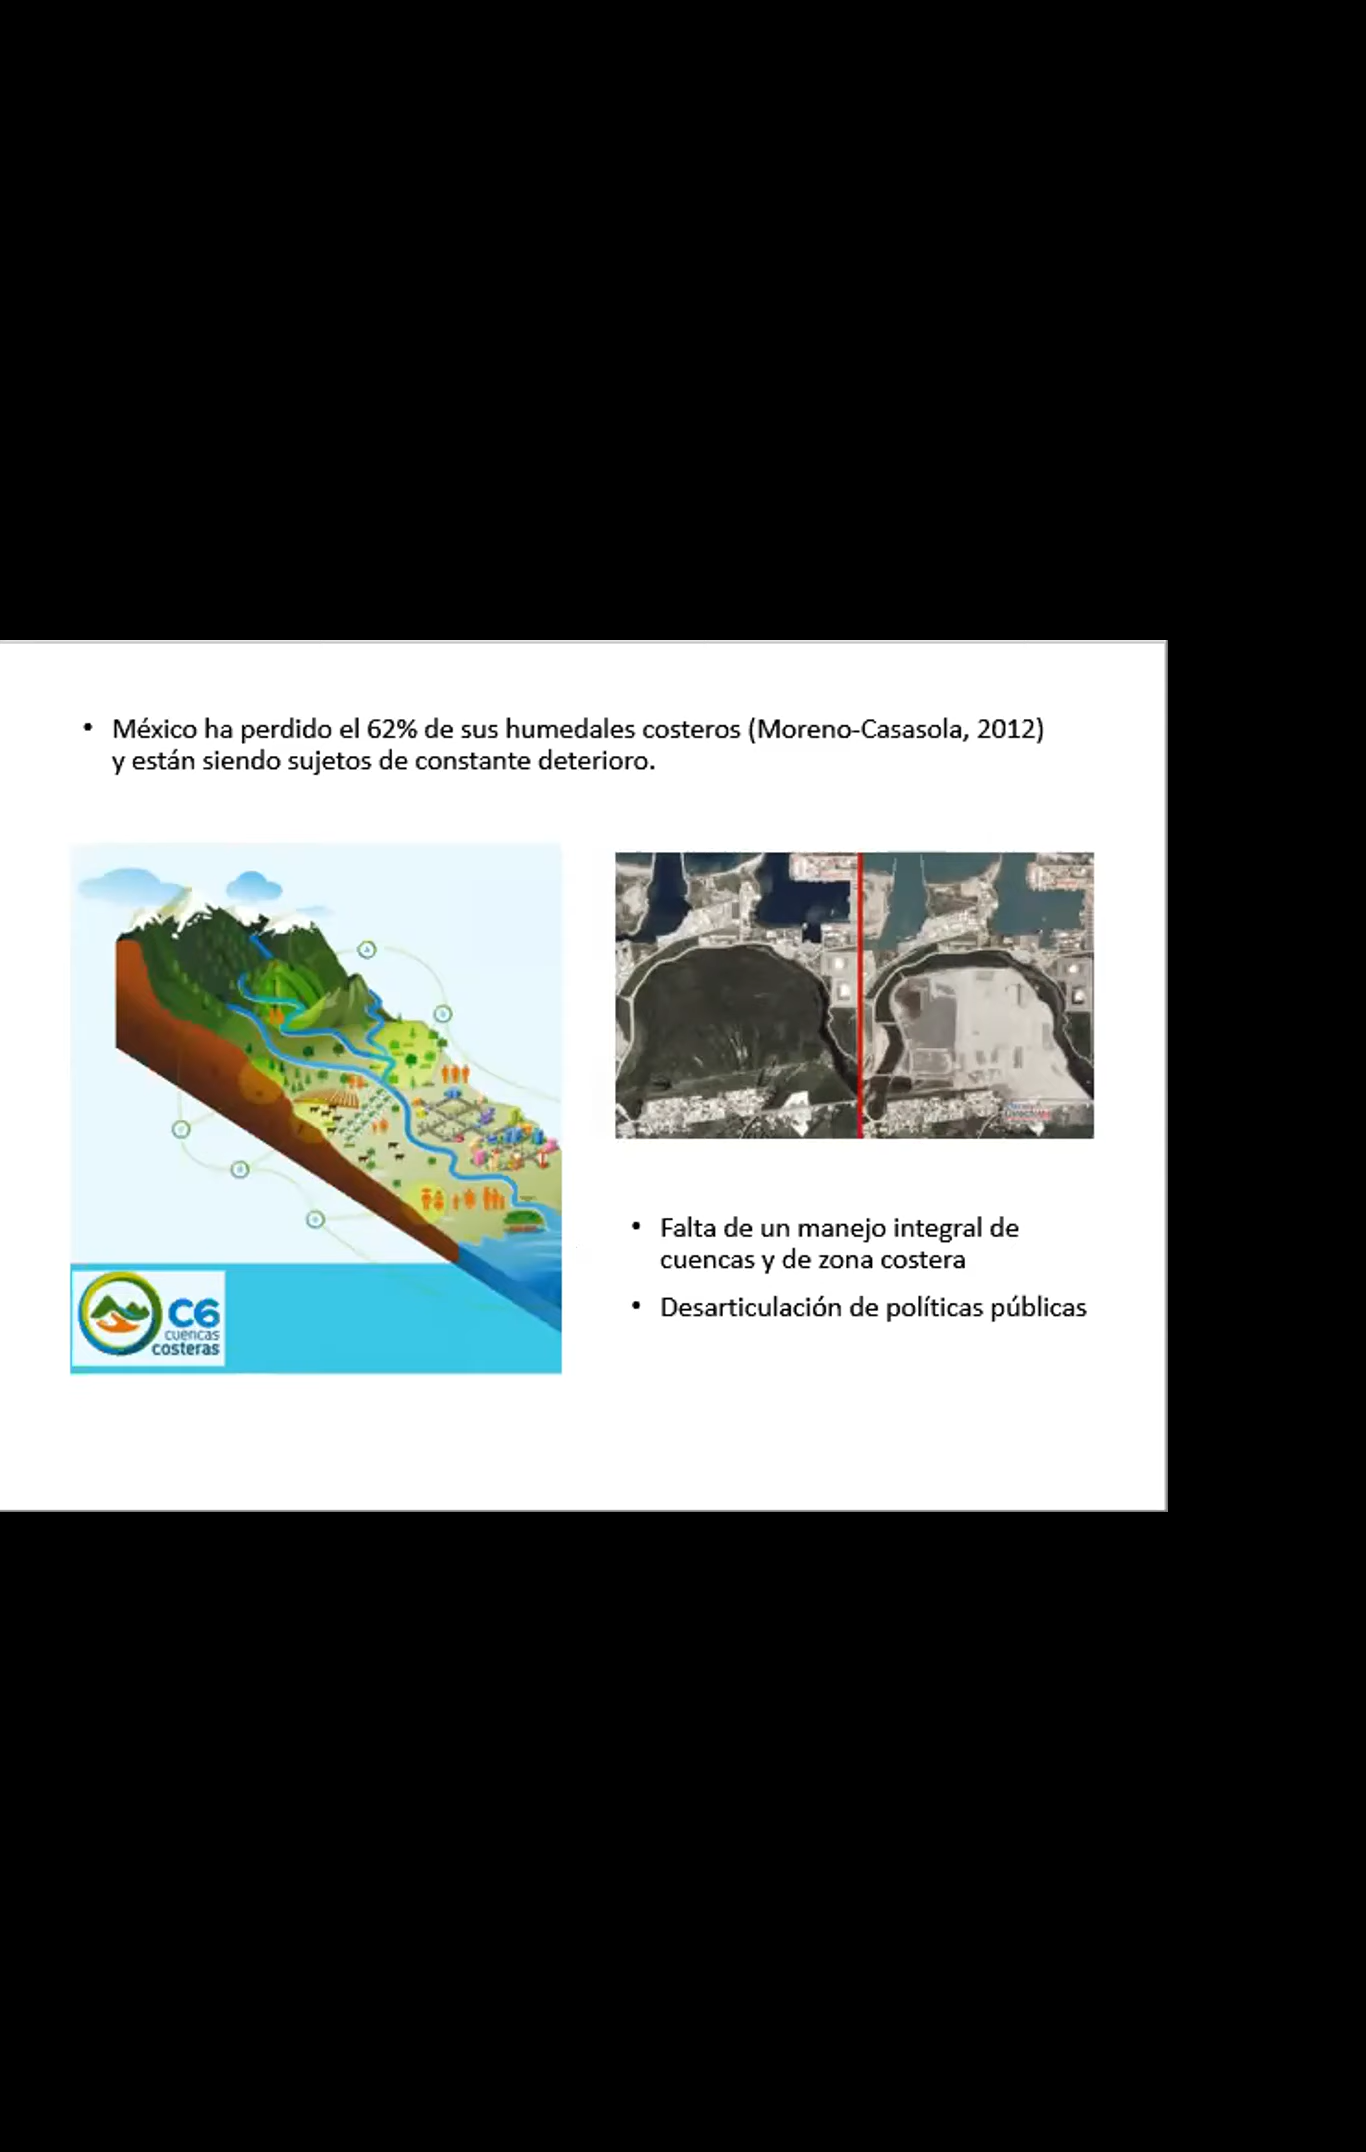 • México ha perdido el 62% de sus humedales costeros (Moreno-Casasola, 2012)
y están siendo sujetos de constante deterioro.
C6
cuencas
costeras
• Falta de un manejo integral de
cuencas y de zona costera
• Desarticulación de políticas públicas